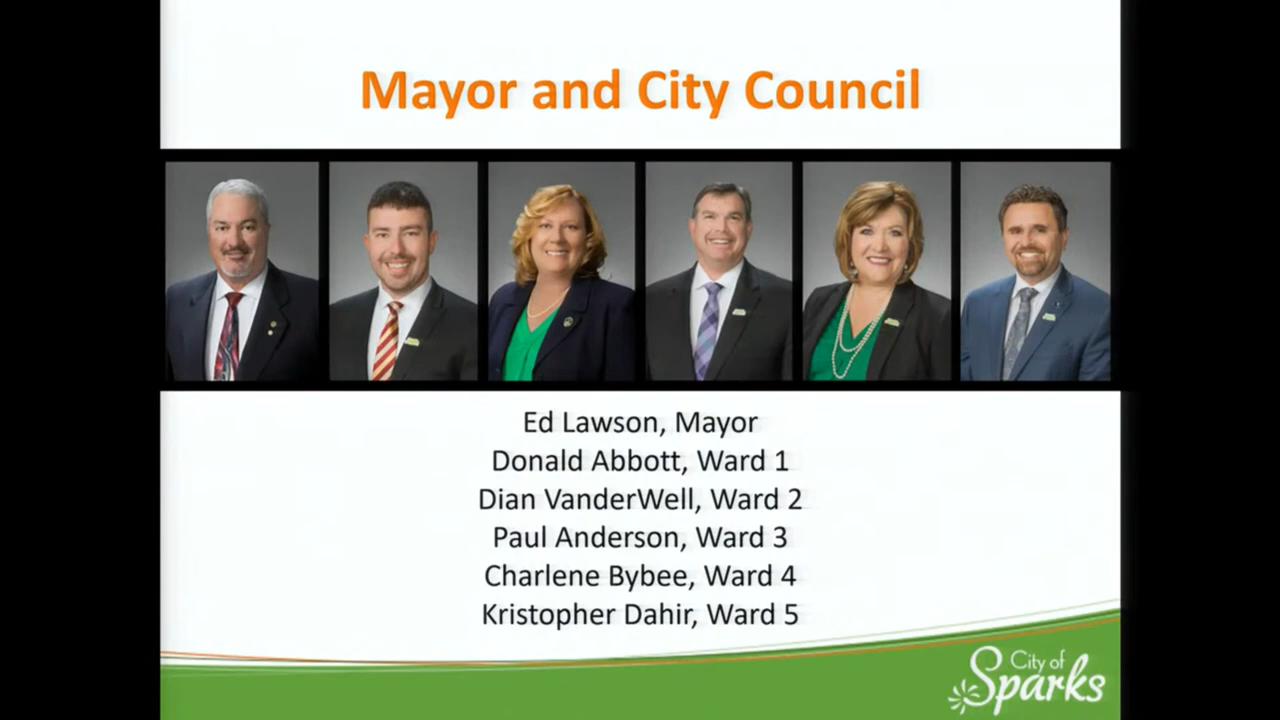 Mayor and City Council
Ed Lawson, Mayor
Donald Abbott, Ward 1
Dian VanderWell, Ward 2
Paul Anderson, Ward 3
Charlene Bybee, Ward 4
Kristopher Dahir, Ward 5
City of
Sparks